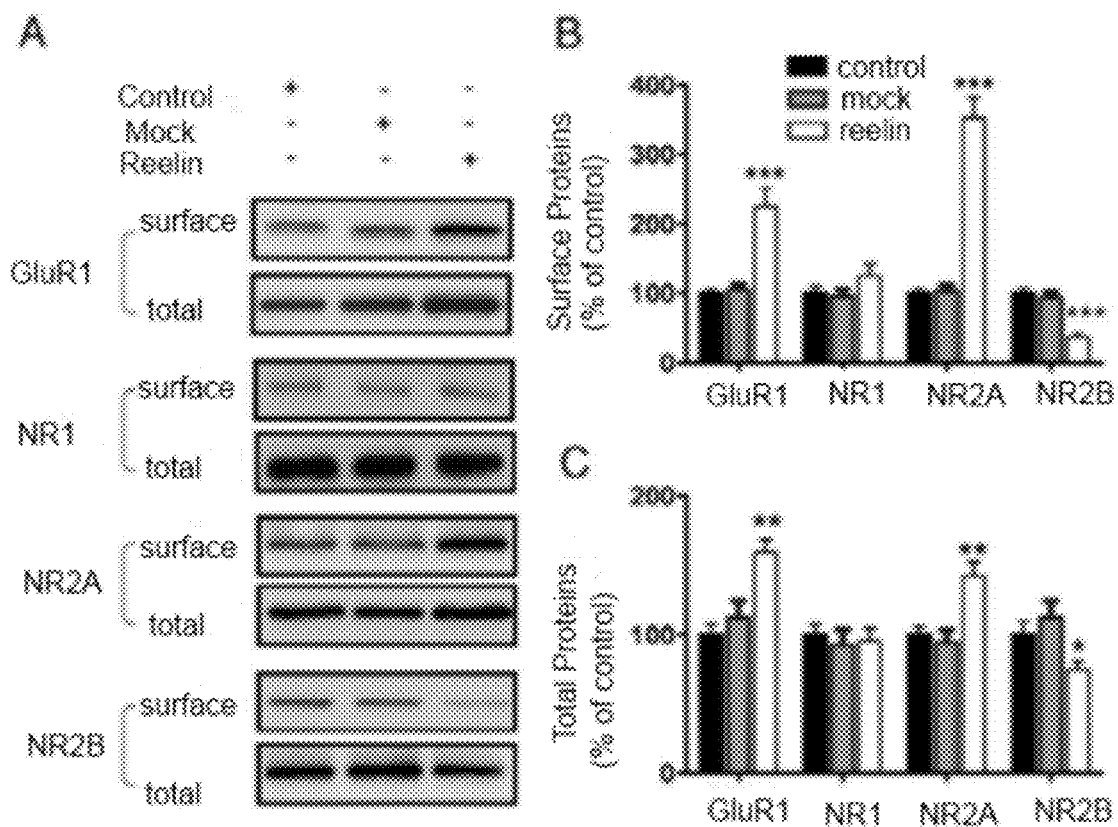 A
Control + - -
Mock - + -
Reelin - - +
GluR1
surface
total
NR1
surface
total
NR2A
surface
total
NR2B
surface
total
B
control
mock
reelin
Surface Proteins
(% of control)
400
300
200
100
0
***
***
***
GluR1 NR1 NR2A NR2B
C
Total Proteins
(% of control)
200
100
0
**
**
*
GluR1 NR1 NR2A NR2B